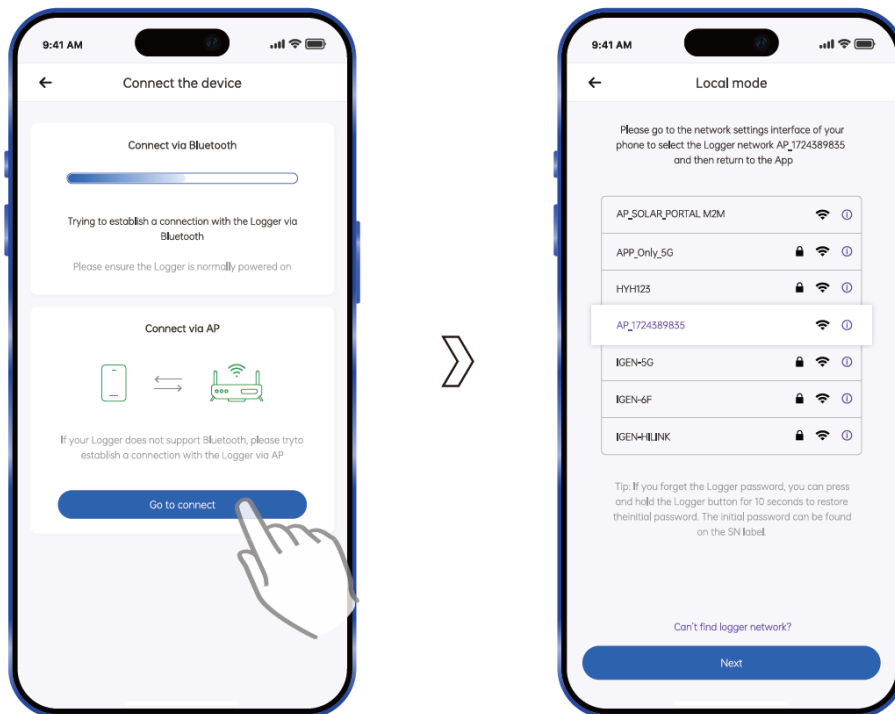 9:41 AM
Connect the device
Connect via Bluetooth
Trying to establish a connection with the Logger via
Bluetooth
Please ensure the Logger is normally powered on
Connect via AP
If your Logger does not support Bluetooth, please tryto
establish a connection with the Logger via AP
Go to connect
9:41 AM
Local mode
Please go to the network settings interface of your
phone to select the Logger network AP_1724389835
and then return to the App
AP_SOLAR_PORTAL M2M
APP_Only_5G
HYH123
AP_1724389835
IGEN-5G
IGEN-6F
IGEN-HILINK
Tip: If you forget the Logger password, you can press
and hold the Logger button for 10 seconds to restore
theinitial password. The initial password can be found
on the SN label.
Can't find logger network?
Next